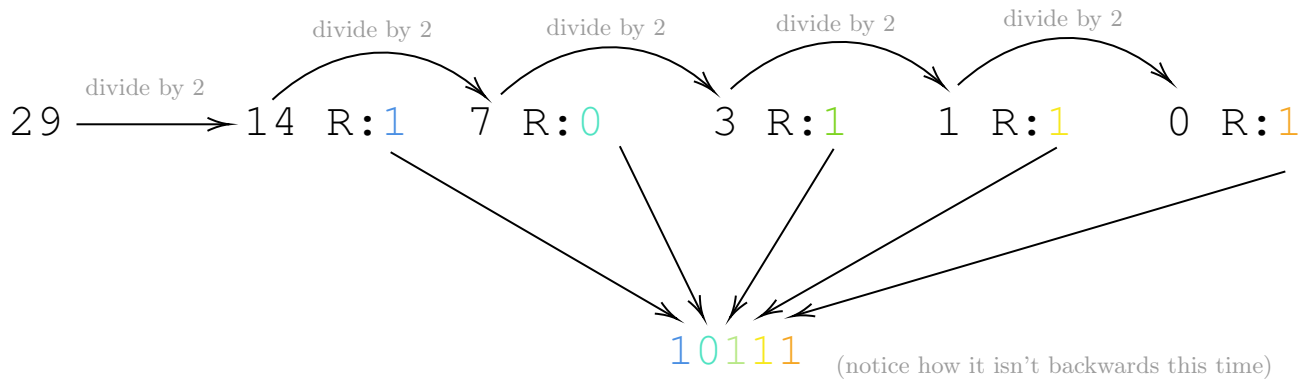 divide by 2 divide by 2 divide by 2 divide by 2
divide by 2
29 14 R:1 7 R:0 3 R:1 1 R:1 0 R:1
10111
(notice how it isn't backwards this time)